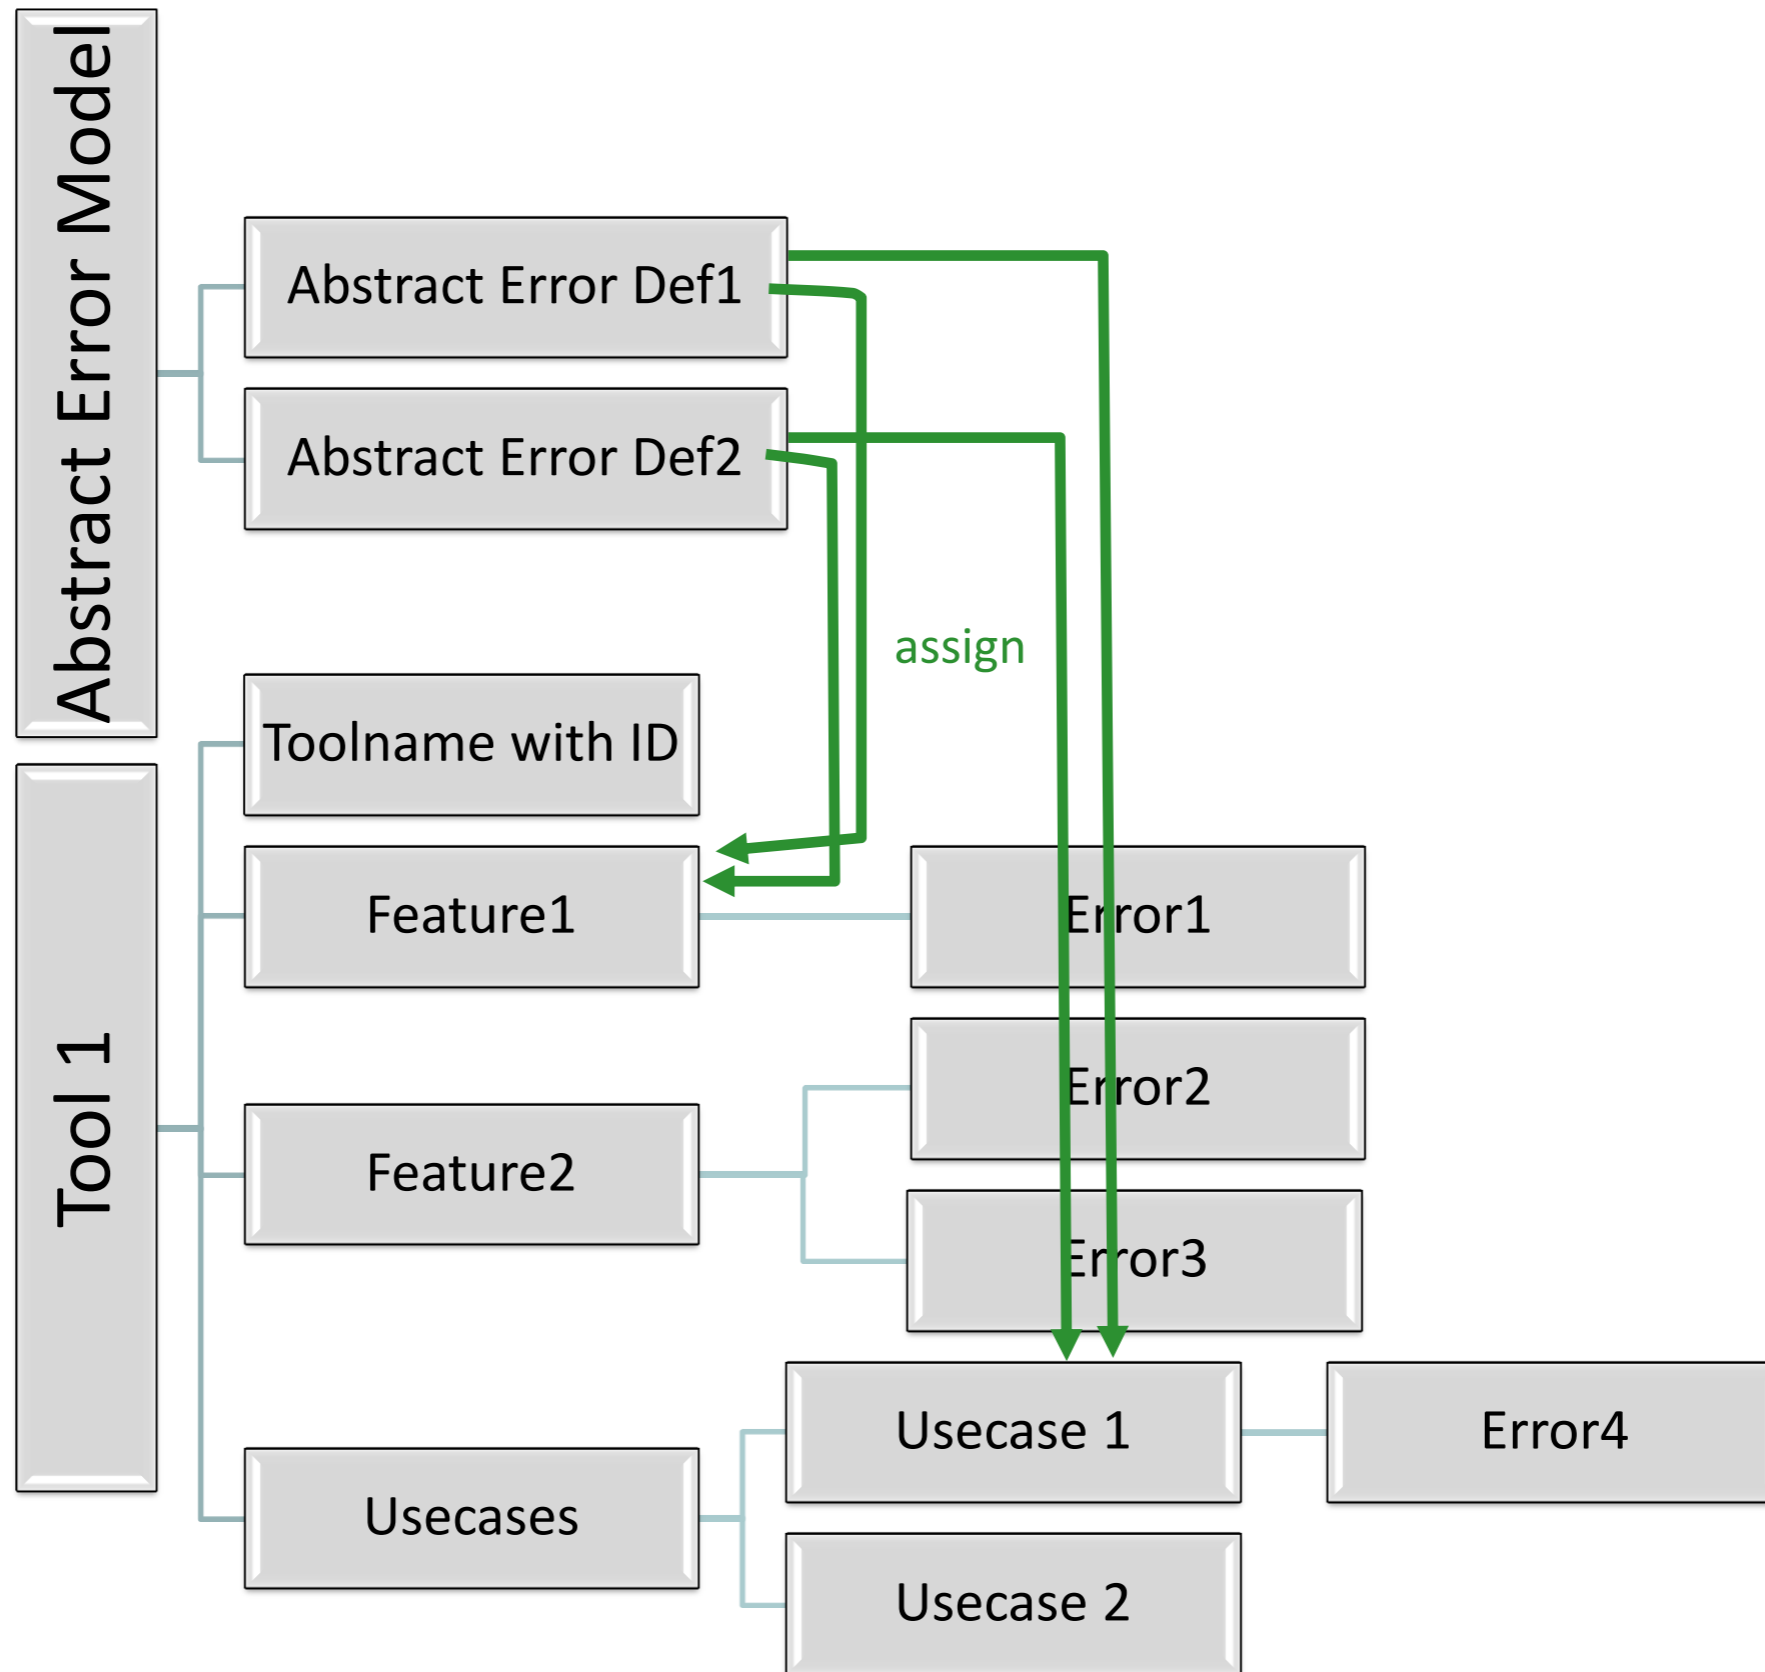 Abstract Error Model
Abstract Error Def1
Abstract Error Def2
assign
Toolname with ID
Tool 1
Feature1
Error1
Feature2
Error2
Error3
Usecases
Usecase 1
Error4
Usecase 2